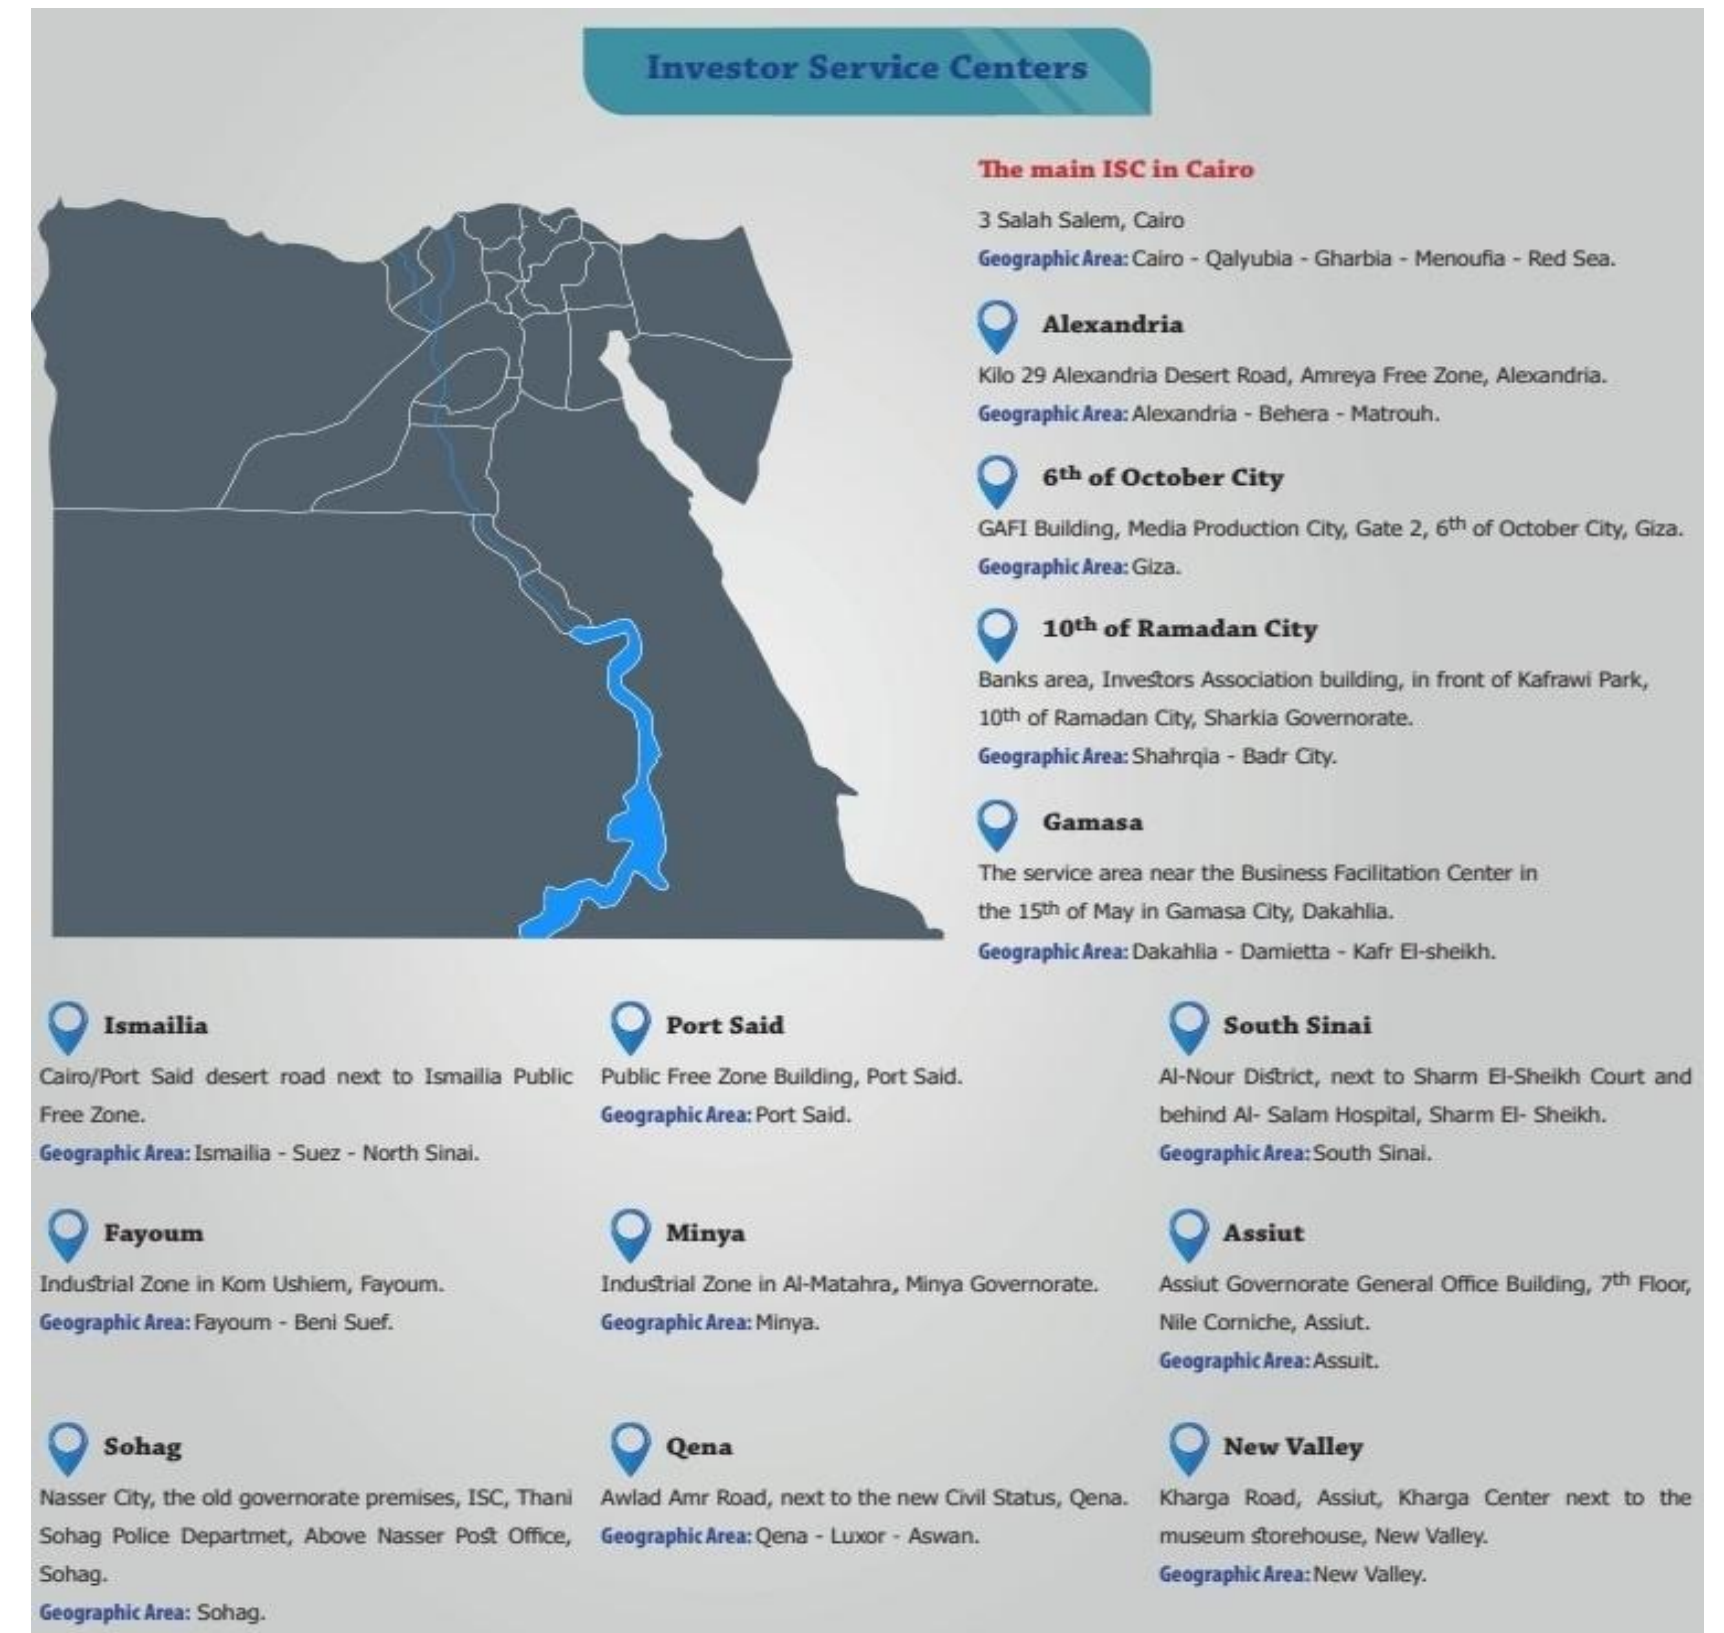 Investor Service Centers
The main ISC in Cairo
3 Salah Salem, Cairo
Geographic Area: Cairo - Qalyubia - Gharbia - Menoufia - Red Sea.
Alexandria
Kilo 29 Alexandria Desert Road, Amreya Free Zone, Alexandria.
Geographic Area: Alexandria - Behera - Matrouh.
6th of October City
GAFI Building, Media Production City, Gate 2, 6th of October City, Giza.
Geographic Area: Giza.
10th of Ramadan City
Banks area, Investors Association building, in front of Kafrawi Park,
10th of Ramadan City, Sharkia Governorate.
Geographic Area: Shahrqia - Badr City.
Gamasa
The service area near the Business Facilitation Center in
the 15th of May in Gamasa City, Dakahlia.
Geographic Area: Dakahlia - Damietta - Kafr El-sheikh.
Ismailia
Cairo/Port Said desert road next to Ismailia Public
Free Zone.
Geographic Area: Ismailia - Suez - North Sinai.
Port Said
Public Free Zone Building, Port Said.
Geographic Area: Port Said.
South Sinai
Al-Nour District, next to Sharm El-Sheikh Court and
behind Al- Salam Hospital, Sharm El- Sheikh.
Geographic Area: South Sinai.
Fayoum
Industrial Zone in Kom Ushiem, Fayoum.
Geographic Area: Fayoum - Beni Suef.
Minya
Industrial Zone in Al-Matahra, Minya Governorate.
Geographic Area: Minya.
Assiut
Assiut Governorate General Office Building, 7th Floor,
Nile Corniche, Assiut.
Geographic Area: Assuit.
Sohag
Nasser City, the old governorate premises, ISC, Thani
Sohag Police Departmet, Above Nasser Post Office,
Sohag.
Geographic Area: Sohag.
Qena
Awlad Amr Road, next to the new Civil Status, Qena.
Geographic Area: Qena - Luxor - Aswan.
New Valley
Kharga Road, Assiut, Kharga Center next to the
museum storehouse, New Valley.
Geographic Area: New Valley.